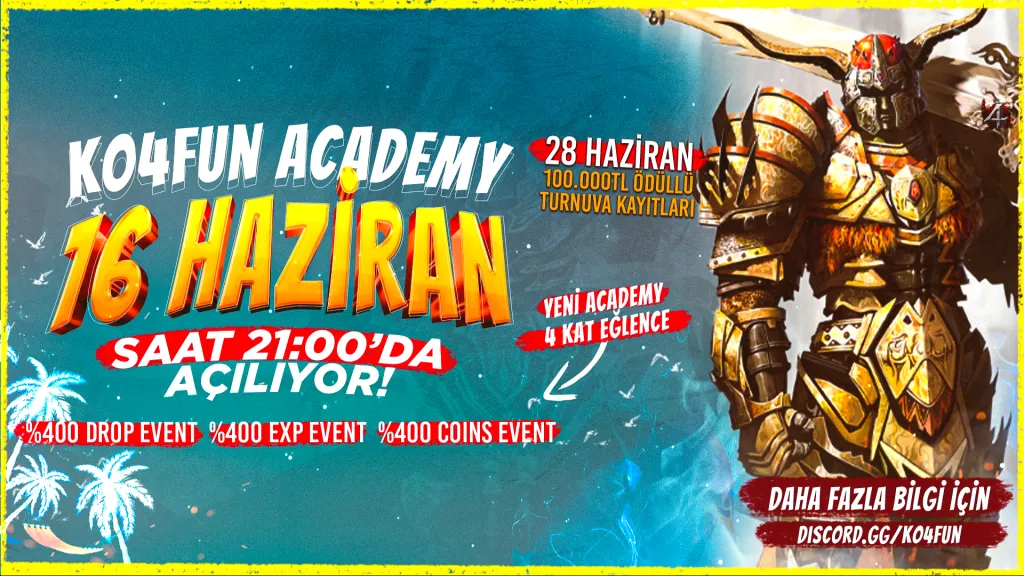 KO4FUN ACADEMY
16 HAZİRAN
SAAT 21:00'DA
AÇILIYOR!
28 HAZİRAN
100.000TL ÖDÜLLÜ
TURNUVA KAYITLARI
YENİ AÇADEMY
4 KAT EĞLENCE
%400 DROP EVENT %400 EXP EVENT %400 COINS EVENT
DAHA FAZLA BİLGİ İÇİN
DISCORD.GG/KO4FUN